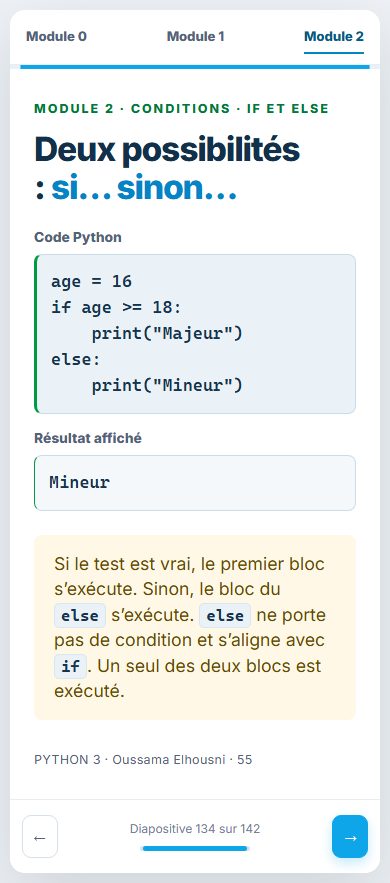 Module 0 Module 1 Module 2
MODULE 2 · CONDITIONS · IF ET ELSE
Deux possibilités
: si… sinon…
Code Python
age = 16
if age >= 18:
    print("Majeur")
else:
    print("Mineur")
Résultat affiché
Mineur
Si le test est vrai, le premier bloc
s’exécute. Sinon, le bloc du
else s’exécute. else ne porte
pas de condition et s’aligne avec
if. Un seul des deux blocs est
exécuté.
PYTHON 3 · Oussama Elhousni · 55
← Diapositive 134 sur 142 →